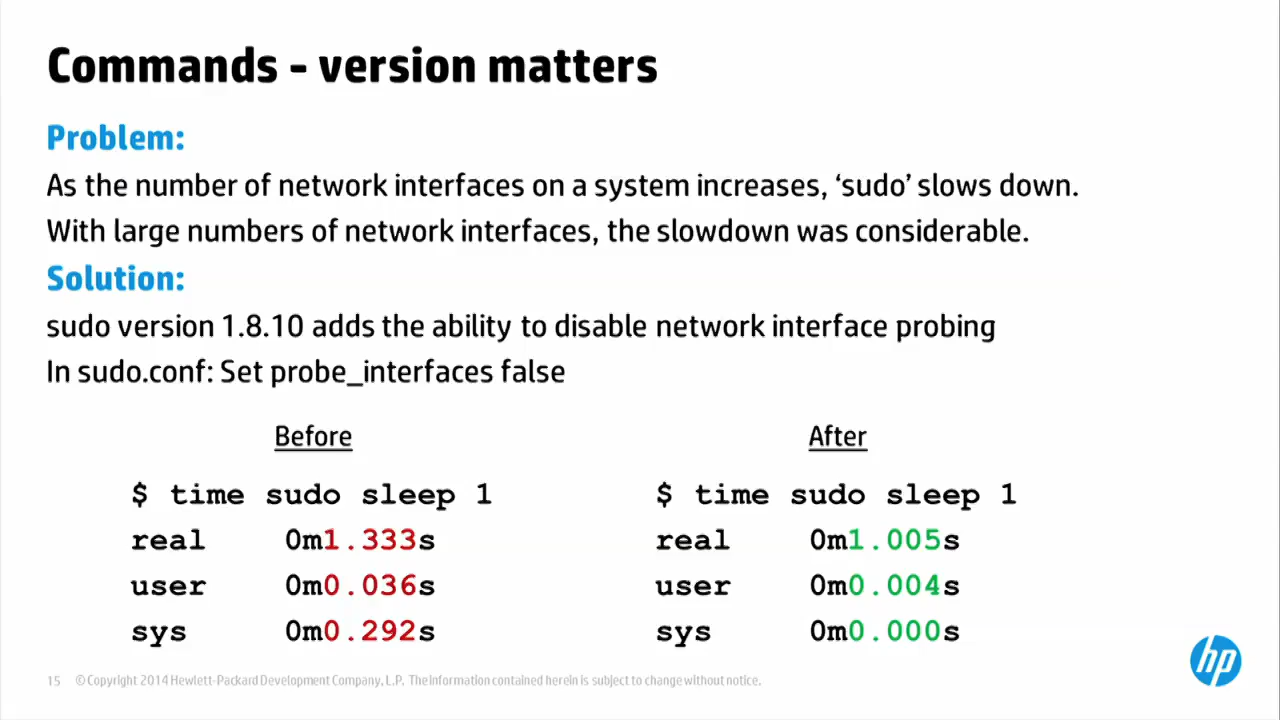 Commands - version matters
Problem:
As the number of network interfaces on a system increases, ‘sudo’ slows down.
With large numbers of network interfaces, the slowdown was considerable.
Solution:
sudo version 1.8.10 adds the ability to disable network interface probing
In sudo.conf: Set probe_interfaces false
Before
$ time sudo sleep 1
real 0m1.333s
user 0m0.036s
sys 0m0.292s
After
$ time sudo sleep 1
real 0m1.005s
user 0m0.004s
sys 0m0.000s
hp
15 © Copyright 2014 Hewlett-Packard Development Company, L.P. The information contained herein is subject to change without notice.